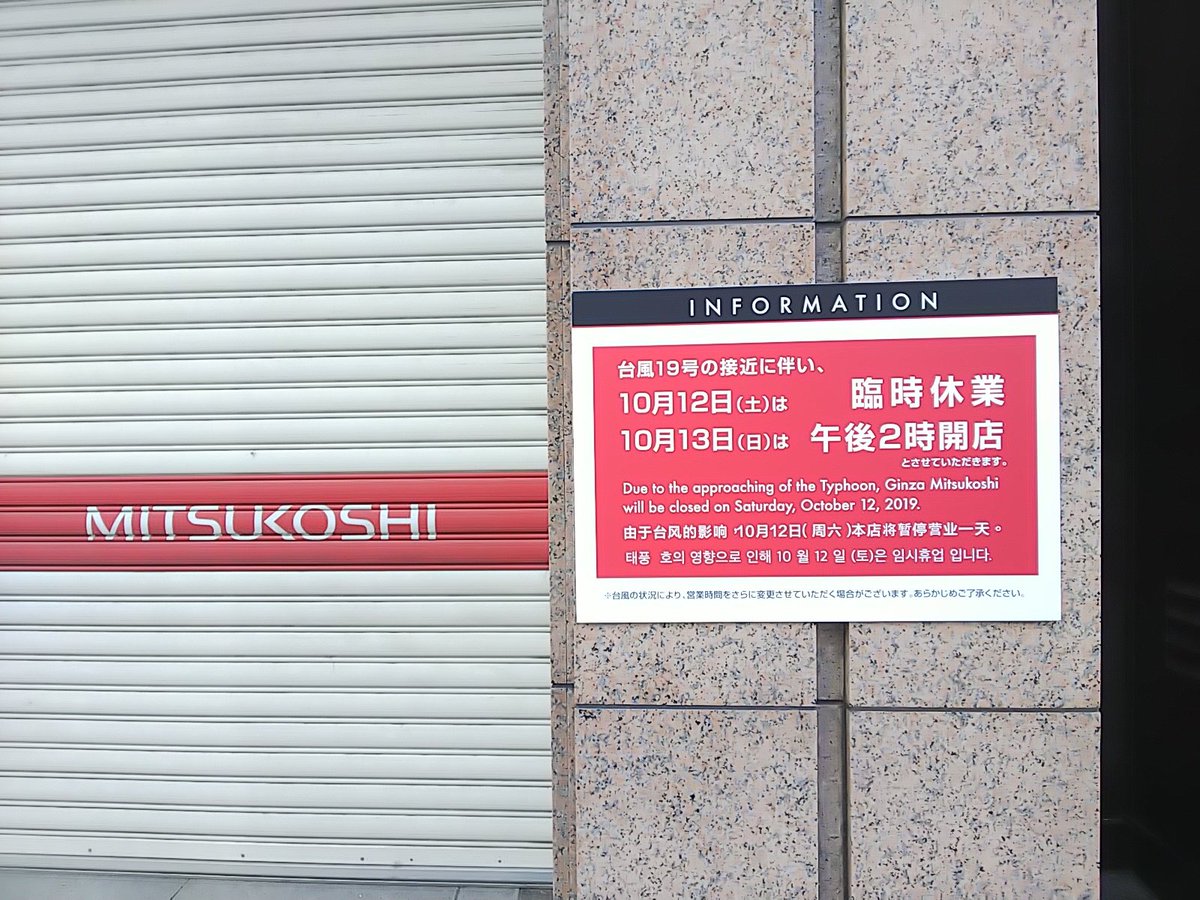 MITSUKOSHI
INFORMATION
台風19号の接近に伴い、
10月12日(土)は 臨時休業
10月13日(日)は 午後2時開店
とさせていただきます。
Due to the approaching of the Typhoon, Ginza Mitsukoshi
will be closed on Saturday, October 12, 2019.
由于台风的影响,10月12日(周六)本店将暂停营业一天。
태풍 호의 영향으로 인해 10 월 12 일 (토)은 임시휴업 입니다.
※台風の状況により、営業時間をさらに変更させていただく場合がございます。あらかじめご了承ください。